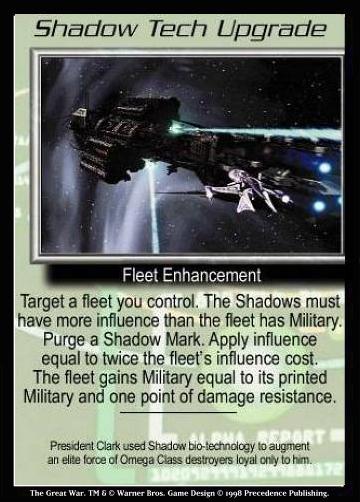 Shadow Tech Upgrade
Fleet Enhancement
Target a fleet you control. The Shadows must
have more influence than the fleet has Military.
Purge a Shadow Mark. Apply influence
equal to twice the fleet's influence cost.
The fleet gains Military equal to its printed
Military and one point of damage resistance.
President Clark used Shadow bio-technology to augment
an elite force of Omega Class destroyers loyal only to him.
The Great War. TM & © Warner Bros. Game Design © 1998 Precedence Publishing.